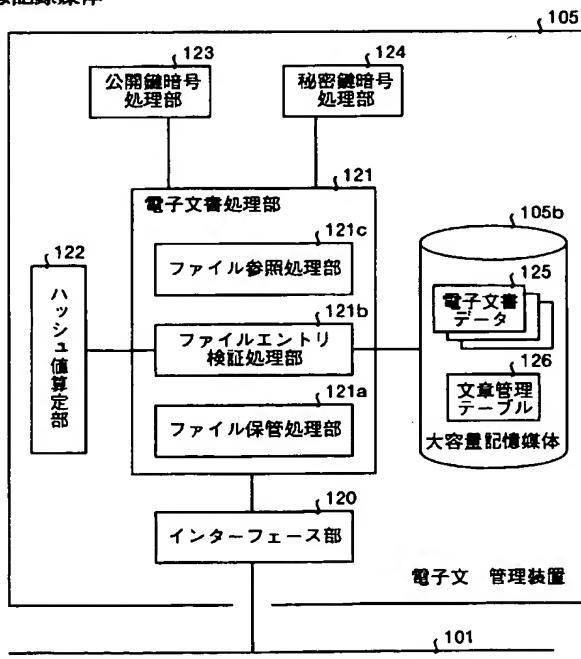 記録媒体
105
123
公開鍵暗号
処理部
124
秘密鍵暗号
処理部
121
電子文書処理部
121c
ファイル参照処理部
121b
ファイルエントリ
検証処理部
121a
ファイル保管処理部
122
ハッシュ値算定部
105b
125
電子文書
データ
126
文章管理
テーブル
大容量記憶媒体
120
インターフェース部
電子文 管理装置
101